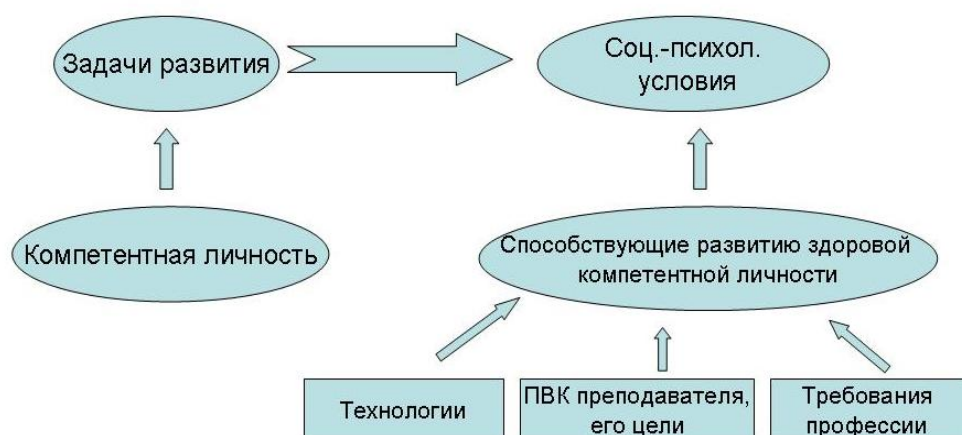 Задачи развития
Соц.-психол.
условия
Компетентная личность
Способствующие развитию здоровой
компетентной личности
Технологии
ПВК преподавателя,
его цели
Требования
профессии